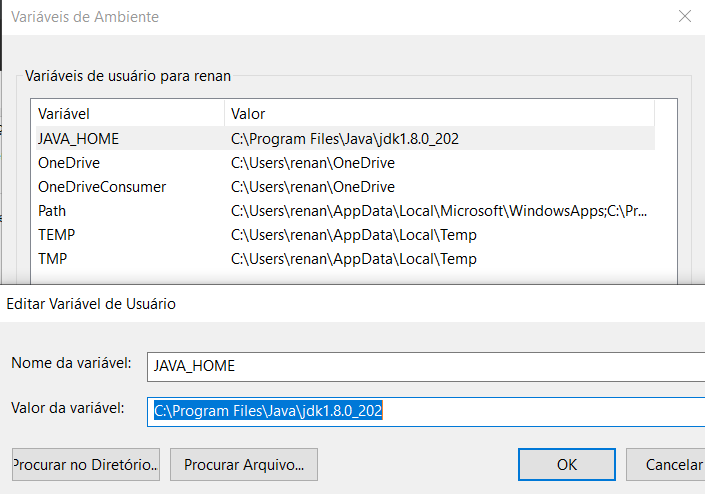 Variáveis de Ambiente
Variáveis de usuário para renan
Variável Valor
JAVA_HOME C:\Program Files\Java\jdk1.8.0_202
OneDrive C:\Users\renan\OneDrive
OneDriveConsumer C:\Users\renan\OneDrive
Path C:\Users\renan\AppData\Local\Microsoft\WindowsApps;C:\Pr...
TEMP C:\Users\renan\AppData\Local\Temp
TMP C:\Users\renan\AppData\Local\Temp
Editar Variável de Usuário
Nome da variável: JAVA_HOME
Valor da variável: C:\Program Files\Java\jdk1.8.0_202
Procurar no Diretório... Procurar Arquivo... OK Cancelar